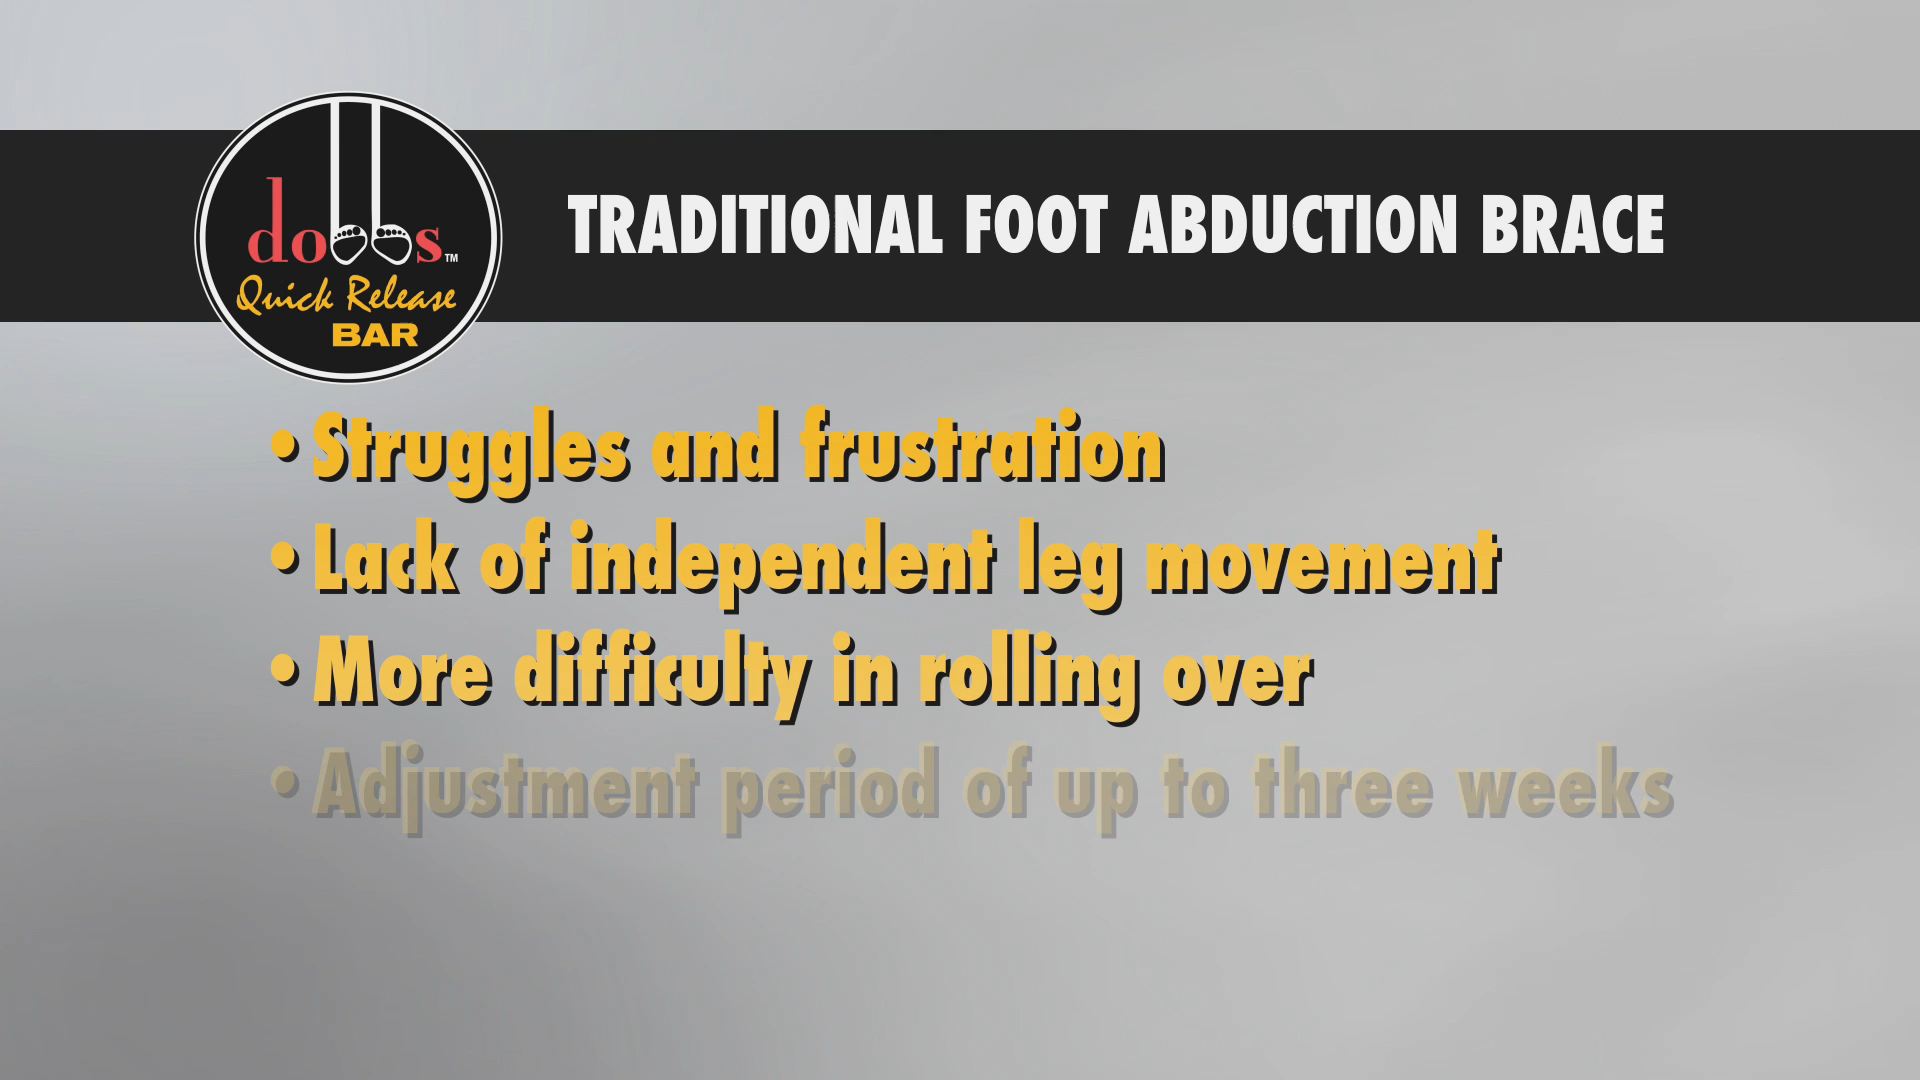 dobbs™
Quick Release
BAR
TRADITIONAL FOOT ABDUCTION BRACE
• Struggles and frustration
• Lack of independent leg movement
• More difficulty in rolling over
• Adjustment period of up to three weeks